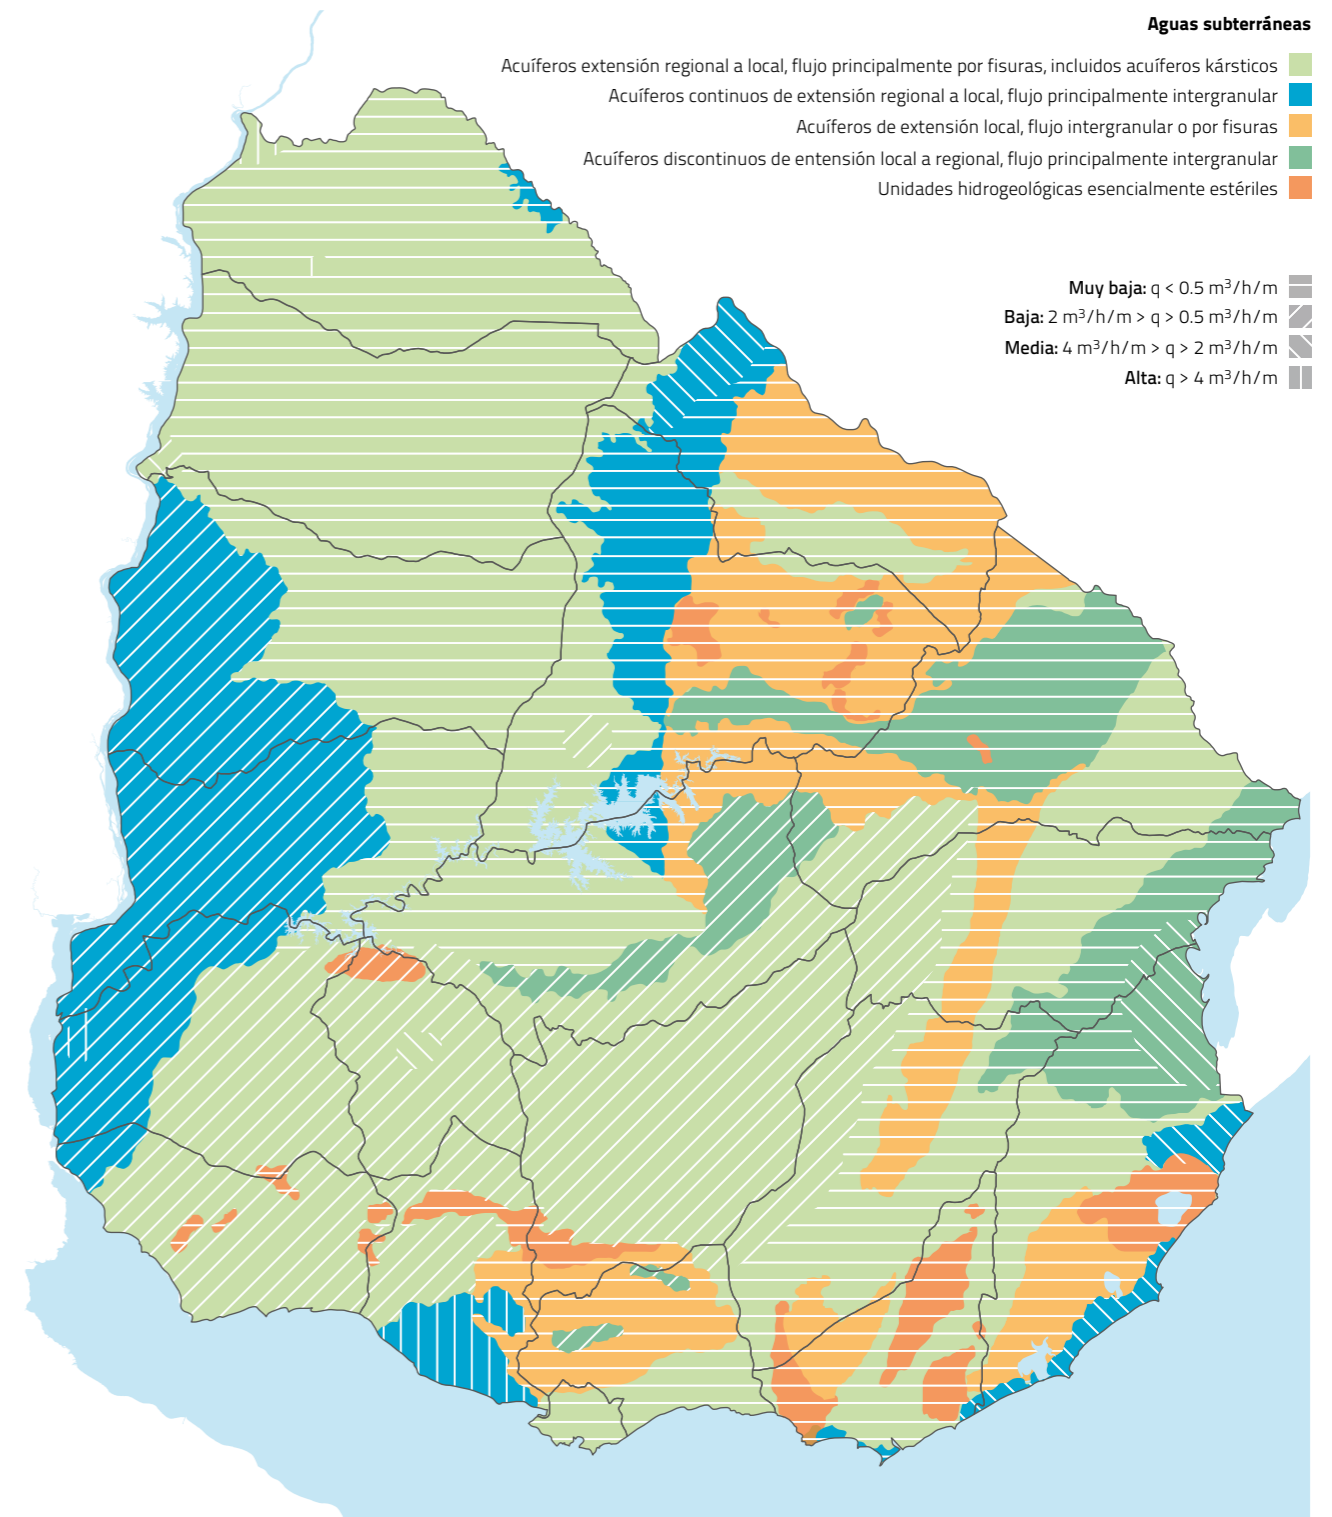 Aguas subterráneas
Acuíferos extensión regional a local, flujo principalmente por fisuras, incluidos acuíferos kársticos
Acuíferos continuos de extensión regional a local, flujo principalmente intergranular
Acuíferos de extensión local, flujo intergranular o por fisuras
Acuíferos discontinuos de entensión local a regional, flujo principalmente intergranular
Unidades hidrogeológicas esencialmente estériles
Muy baja: q < 0.5 m³/h/m
Baja: 2 m³/h/m > q > 0.5 m³/h/m
Media: 4 m³/h/m > q > 2 m³/h/m
Alta: q > 4 m³/h/m